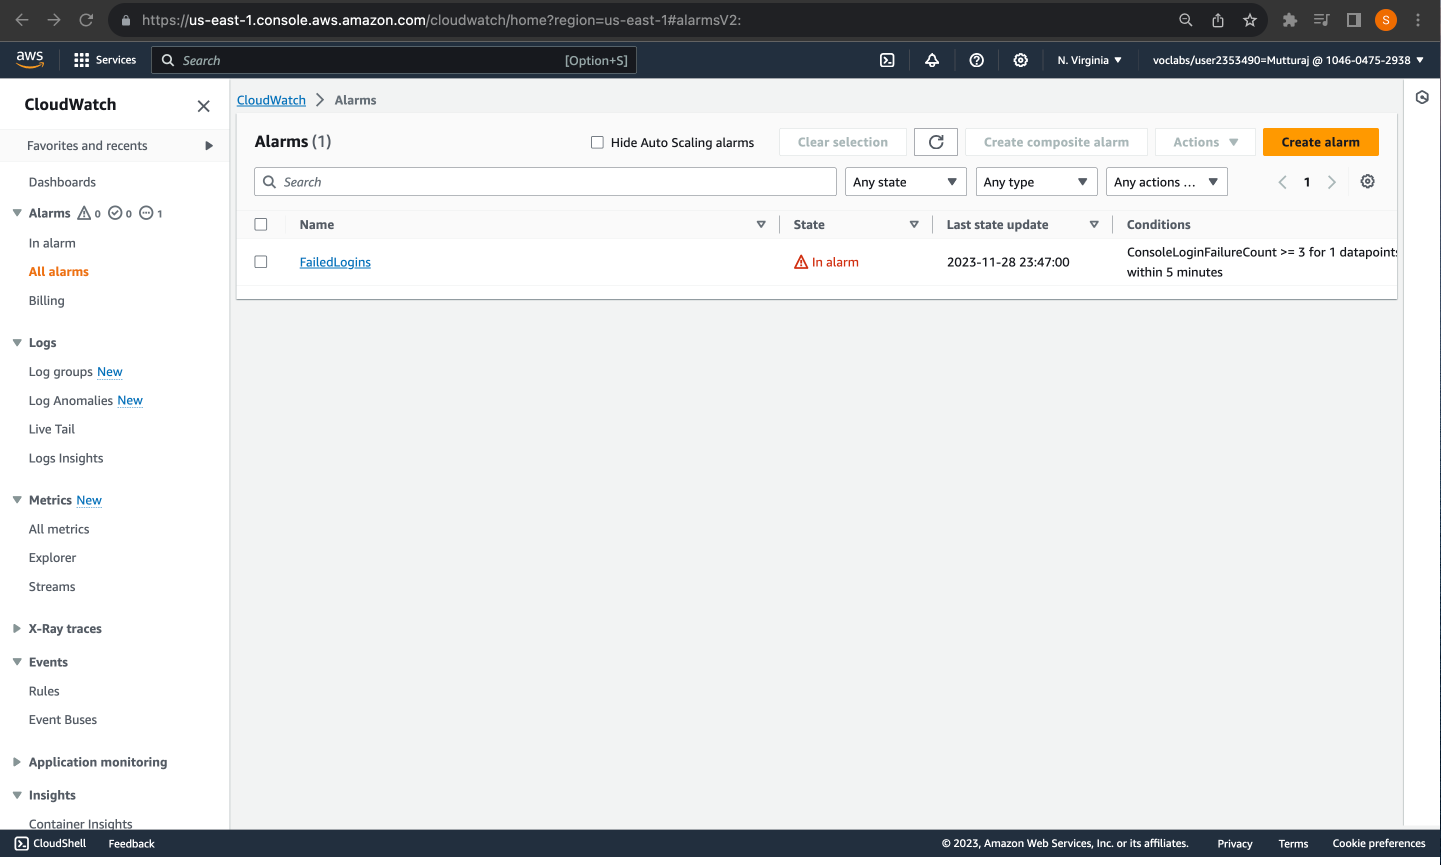 https://us-east-1.console.aws.amazon.com/cloudwatch/home?region=us-east-1#alarmsV2:
S
aws
Services
Search
[Option+S]
N. Virginia
voclabs/user2353490=Mutturaj @ 1046-0475-2938
CloudWatch
Favorites and recents
Dashboards
Alarms 0 0 1
In alarm
All alarms
Billing
Logs
Log groups New
Log Anomalies New
Live Tail
Logs Insights
Metrics New
All metrics
Explorer
Streams
X-Ray traces
Events
Rules
Event Buses
Application monitoring
Insights
Container Insights
CloudWatch > Alarms
Alarms (1)
Hide Auto Scaling alarms
Clear selection
Create composite alarm
Actions
Create alarm
Search
Any state
Any type
Any actions ...
1
Name
State
Last state update
Conditions
FailedLogins
In alarm
2023-11-28 23:47:00
ConsoleLoginFailureCount >= 3 for 1 datapoints
within 5 minutes
CloudShell
Feedback
© 2023, Amazon Web Services, Inc. or its affiliates.
Privacy
Terms
Cookie preferences